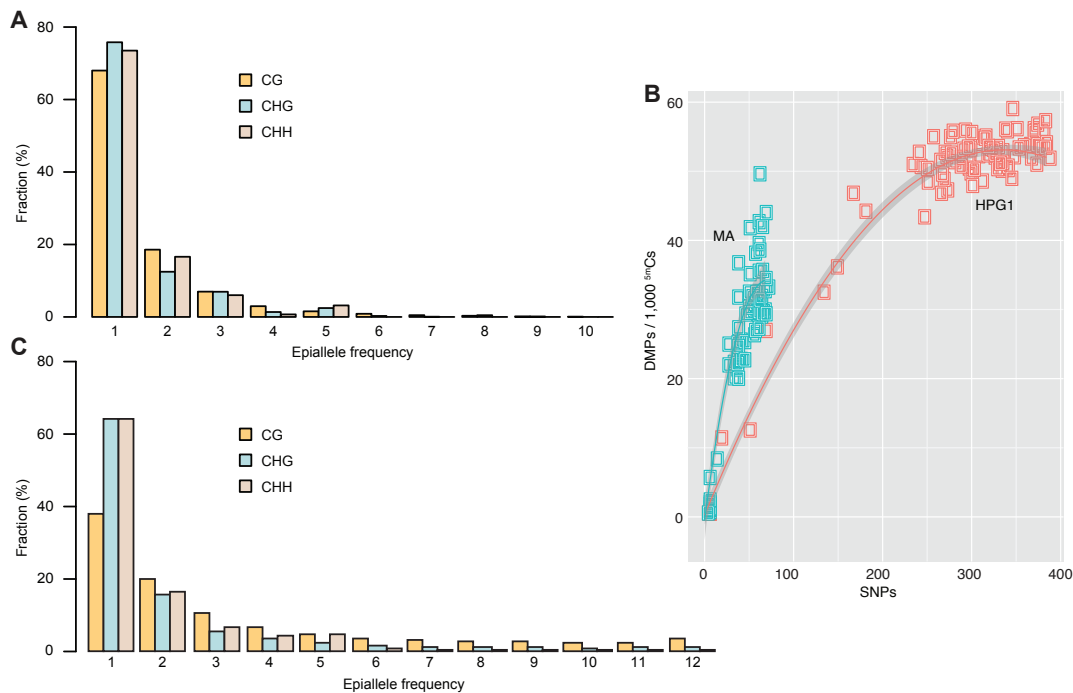 A
80
60
40
20
0
Fraction (%)
CG
CHG
CHH
1 2 3 4 5 6 7 8 9 10
Epiallele frequency
B
60
40
20
0
DMPs / 1,000 ⁵ᵐCs
MA
HPG1
0 100 200 300 400
SNPs
C
80
60
40
20
0
Fraction (%)
CG
CHG
CHH
1 2 3 4 5 6 7 8 9 10 11 12
Epiallele frequency